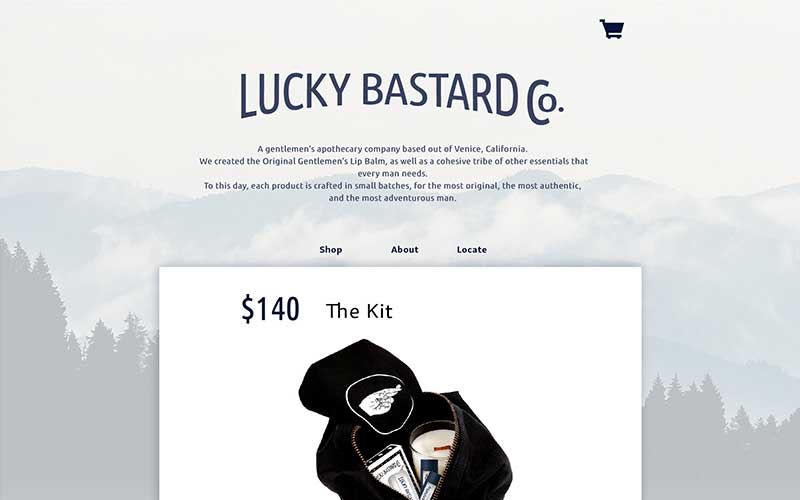 LUCKY BASTARD Co.
A gentlemen's apothecary company based out of Venice, California.
We created the Original Gentlemen's Lip Balm, as well as a cohesive tribe of other essentials that
every man needs.
To this day, each product is crafted in small batches, for the most original, the most authentic,
and the most adventurous man.
Shop About Locate
$140 The Kit